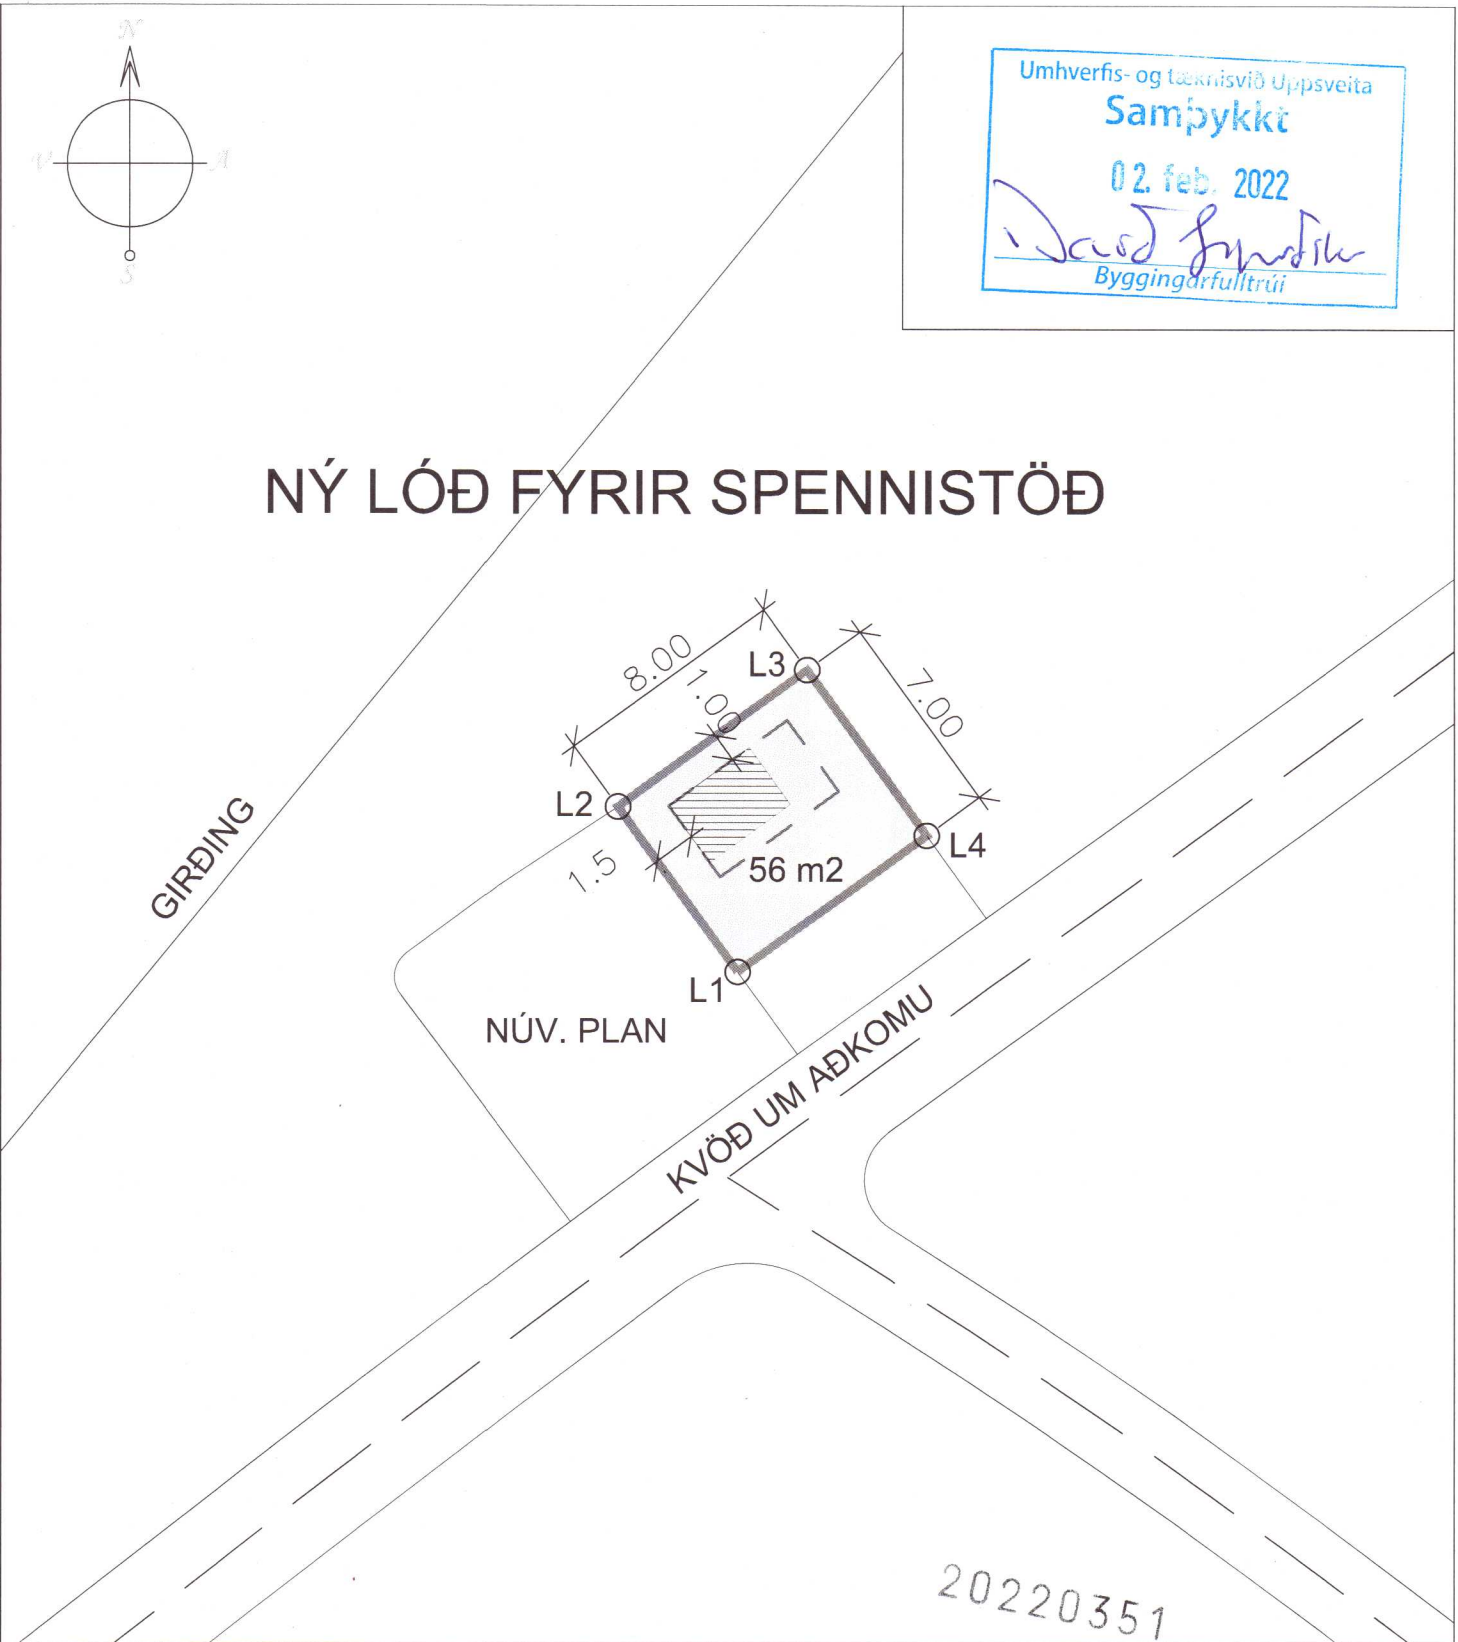 N
V
A
S
Umhverfis- og tæknisvið Uppsveita
Samþykkt
02. feb. 2022
Byggingarfulltrúi
NÝ LÓÐ FYRIR SPENNISTÖÐ
8.00
1.00
7.00
L3
L2
L4
1.5
56 m2
L1
GIRÐING
NÚV. PLAN
KVÖÐ UM AÐKOMU
20220351